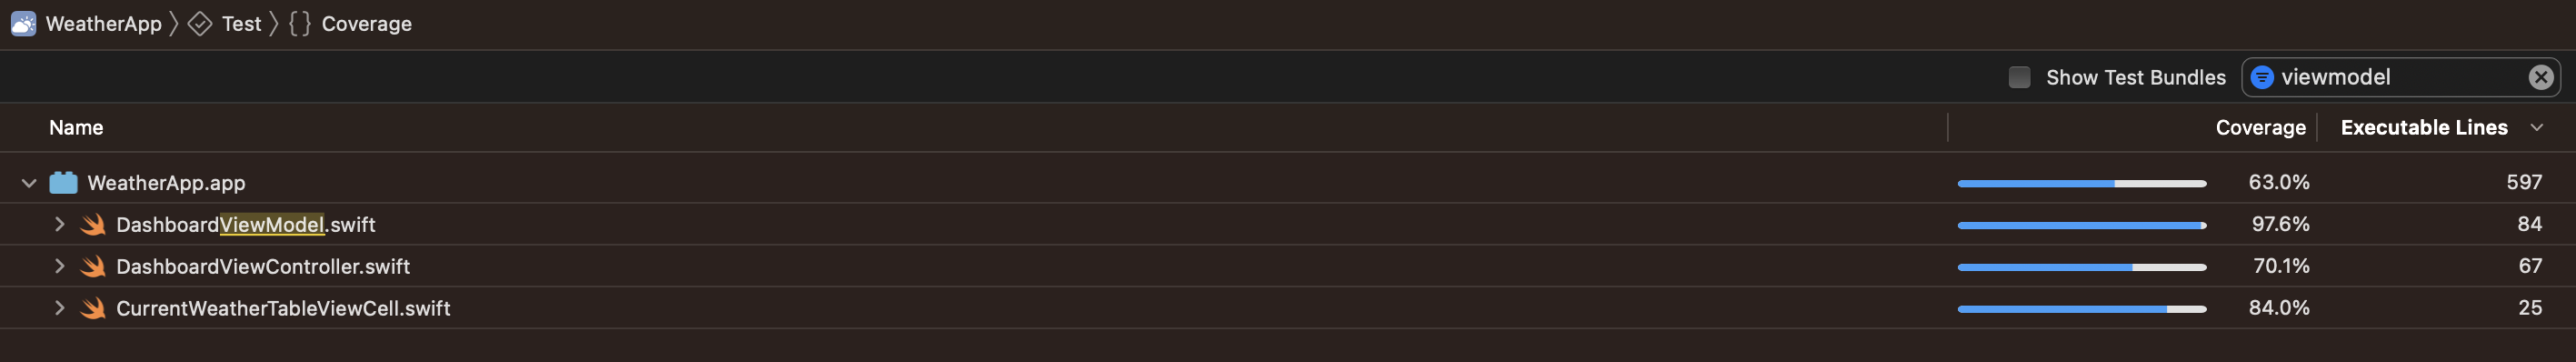 WeatherApp Test {} Coverage
Show Test Bundles viewmodel
Name Coverage Executable Lines
WeatherApp.app 63.0% 597
DashboardViewModel.swift 97.6% 84
DashboardViewController.swift 70.1% 67
CurrentWeatherTableViewCell.swift 84.0% 25